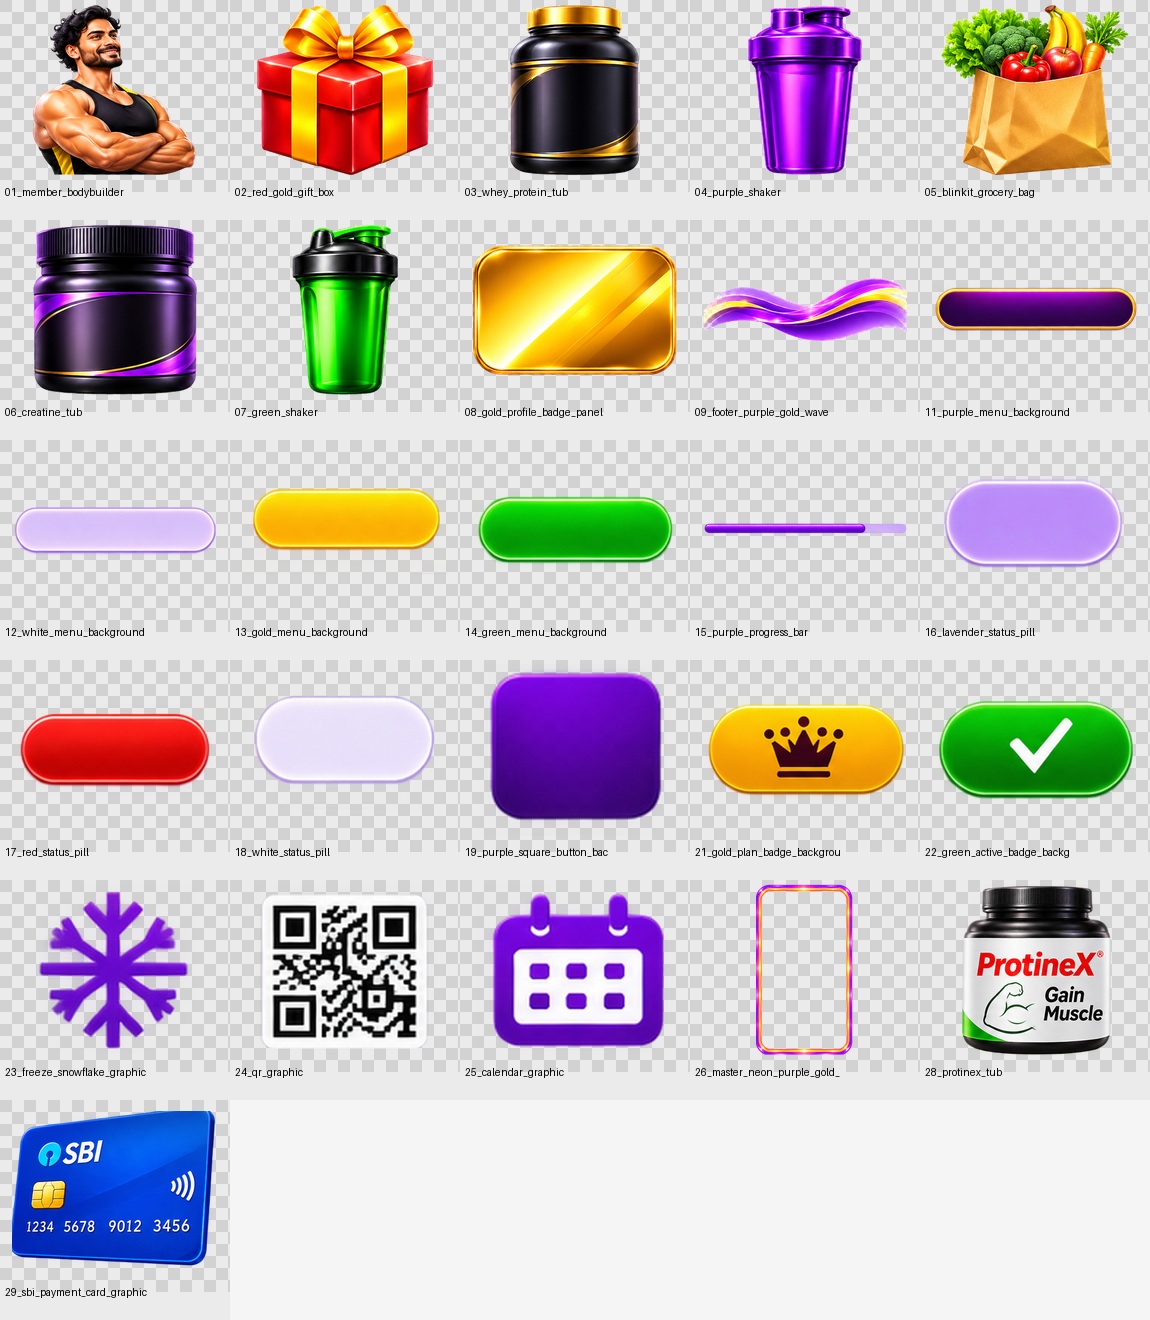 01_member_bodybuilder
02_red_gold_gift_box
03_whey_protein_tub
04_purple_shaker
05_blinkit_grocery_bag
06_creatine_tub
07_green_shaker
08_gold_profile_badge_panel
09_footer_purple_gold_wave
11_purple_menu_background
12_white_menu_background
13_gold_menu_background
14_green_menu_background
15_purple_progress_bar
16_lavender_status_pill
17_red_status_pill
18_white_status_pill
19_purple_square_button_bac
21_gold_plan_badge_backgrou
22_green_active_badge_backg
ProtineX®
Gain
Muscle
23_freeze_snowflake_graphic
24_qr_graphic
25_calendar_graphic
26_master_neon_purple_gold_
28_protinex_tub
SBI
1234 5678 9012 3456
29_sbi_payment_card_graphic